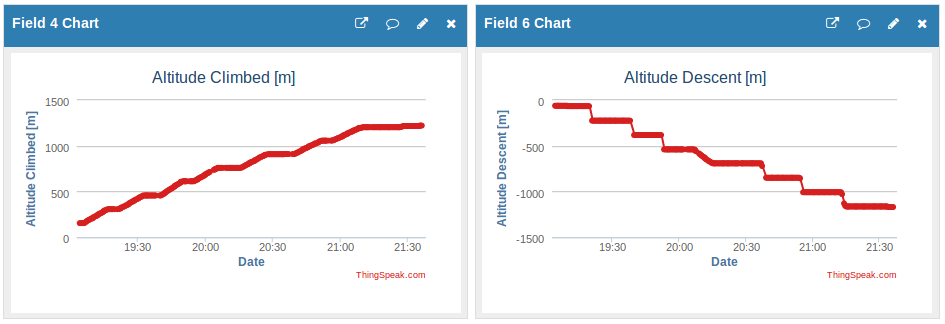 Field 4 Chart
Altitude Climbed [m]
Altitude Climbed [m]
1500
1000
500
0
19:30 20:00 20:30 21:00 21:30
Date
ThingSpeak.com
Field 6 Chart
Altitude Descent [m]
Altitude Descent [m]
0
-500
-1000
-1500
19:30 20:00 20:30 21:00 21:30
Date
ThingSpeak.com